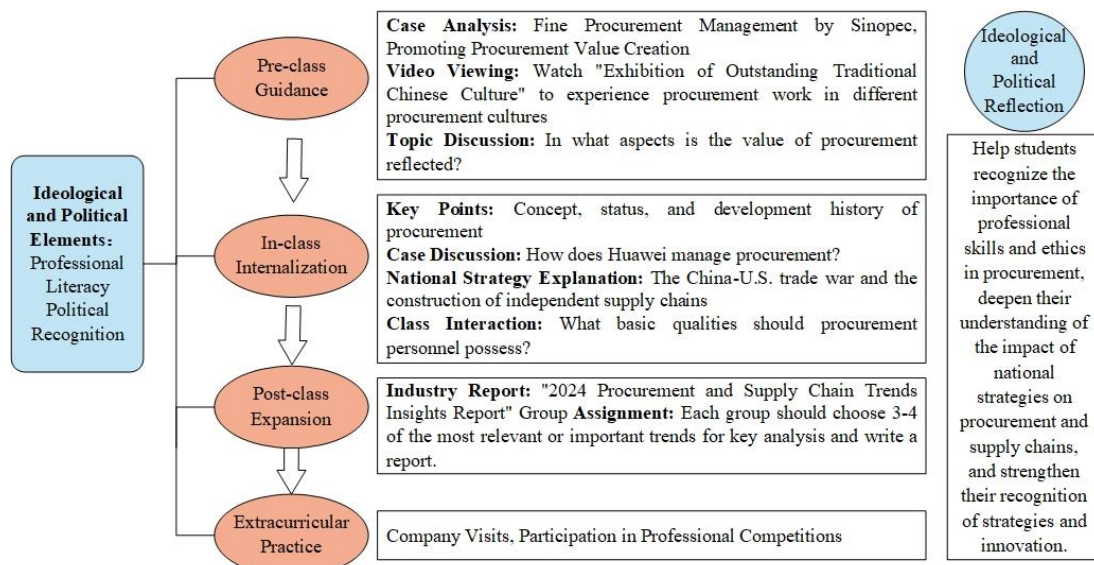 Ideological and Political
Elements:
Professional
Literacy
Political
Recognition
Pre-class
Guidance
Case Analysis: Fine Procurement Management by Sinopec,
Promoting Procurement Value Creation
Video Viewing: Watch "Exhibition of Outstanding Traditional
Chinese Culture" to experience procurement work in different
procurement cultures
Topic Discussion: In what aspects is the value of procurement
reflected?
In-class
Internalization
Key Points: Concept, status, and development history of
procurement
Case Discussion: How does Huawei manage procurement?
National Strategy Explanation: The China-U.S. trade war and the
construction of independent supply chains
Class Interaction: What basic qualities should procurement
personnel possess?
Post-class
Expansion
Industry Report: "2024 Procurement and Supply Chain Trends
Insights Report" Group Assignment: Each group should choose 3-4
of the most relevant or important trends for key analysis and write a
report.
Extracurricular
Practice
Company Visits, Participation in Professional Competitions
Ideological
and
Political
Reflection
Help students
recognize the
importance of
professional
skills and ethics
in procurement,
deepen their
understanding of
the impact of
national
strategies on
procurement and
supply chains,
and strengthen
their recognition
of strategies and
innovation.